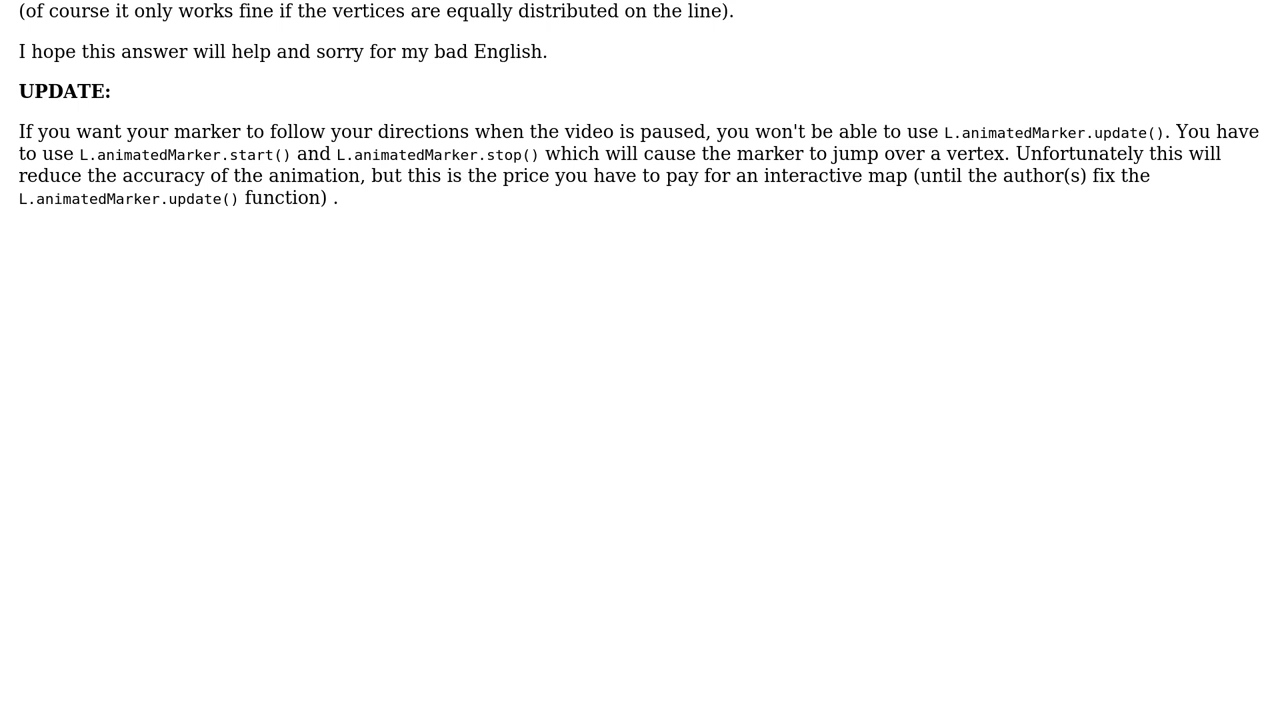 (of course it only works fine if the vertices are equally distributed on the line).
I hope this answer will help and sorry for my bad English.
UPDATE:
If you want your marker to follow your directions when the video is paused, you won't be able to use L.animatedMarker.update(). You have
to use L.animatedMarker.start() and L.animatedMarker.stop() which will cause the marker to jump over a vertex. Unfortunately this will
reduce the accuracy of the animation, but this is the price you have to pay for an interactive map (until the author(s) fix the
L.animatedMarker.update() function) .